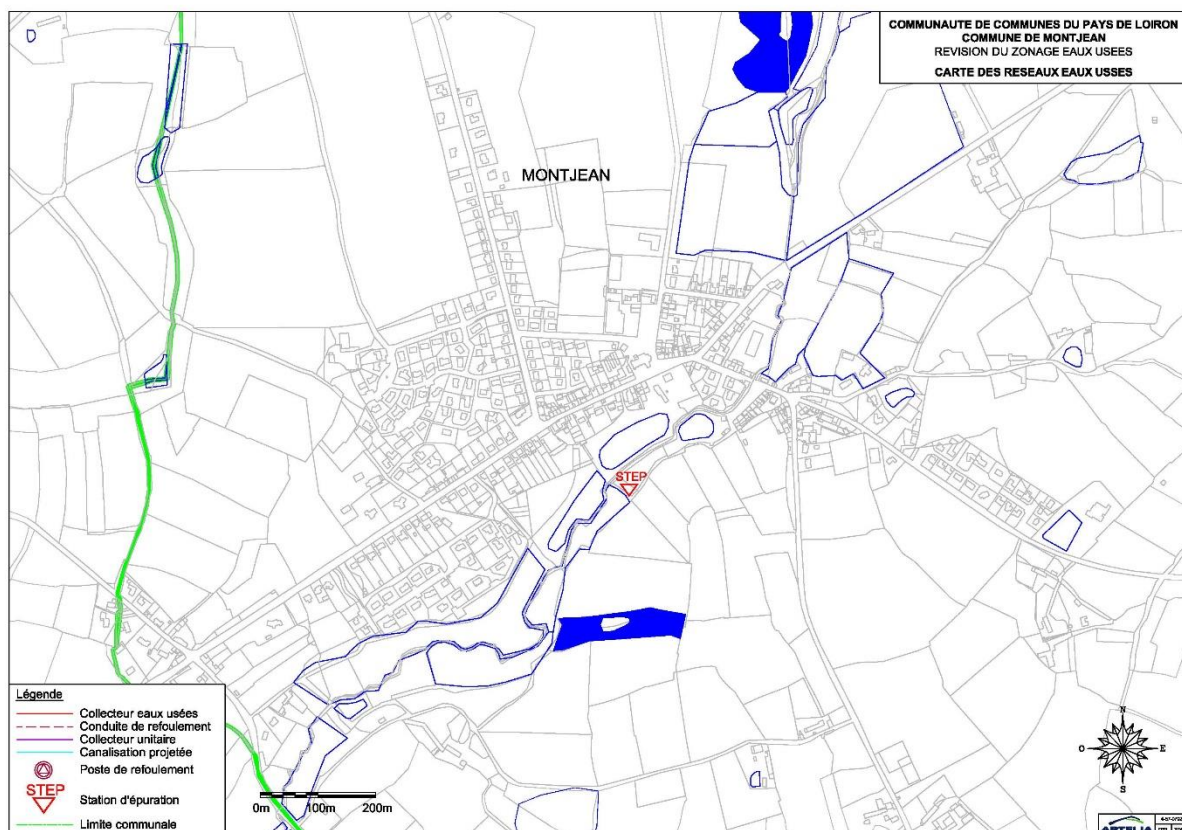 COMMUNAUTE DE COMMUNES DU PAYS DE LOIRON
COMMUNE DE MONTJEAN
REVISION DU ZONAGE EAUX USEES
CARTE DES RESEAUX EAUX USSES
MONTJEAN
STEP
Légende
Collecteur eaux usées
Conduite de refoulement
Collecteur unitaire
Canalisation projetée
Poste de refoulement
STEP
Station d'épuration
Limite communale
0m 100m 200m
N
O E
S
ARTELIA